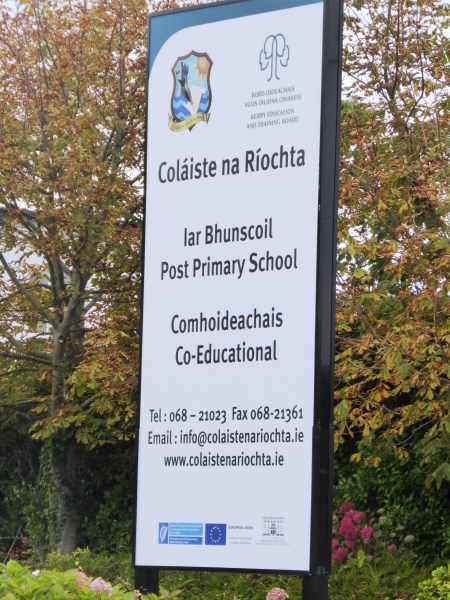 BORD OIDEACHAIS
AGUS OILIÚNA CHIARRAÍ
KERRY EDUCATION
AND TRAINING BOARD
Coláiste na Ríochta
Iar Bhunscoil
Post Primary School
Comhoideachais
Co-Educational
Tel : 068 – 21023 Fax 068-21361
Email : info@colaistenariochta.ie
www.colaistenariochta.ie
EUROPEAN UNION